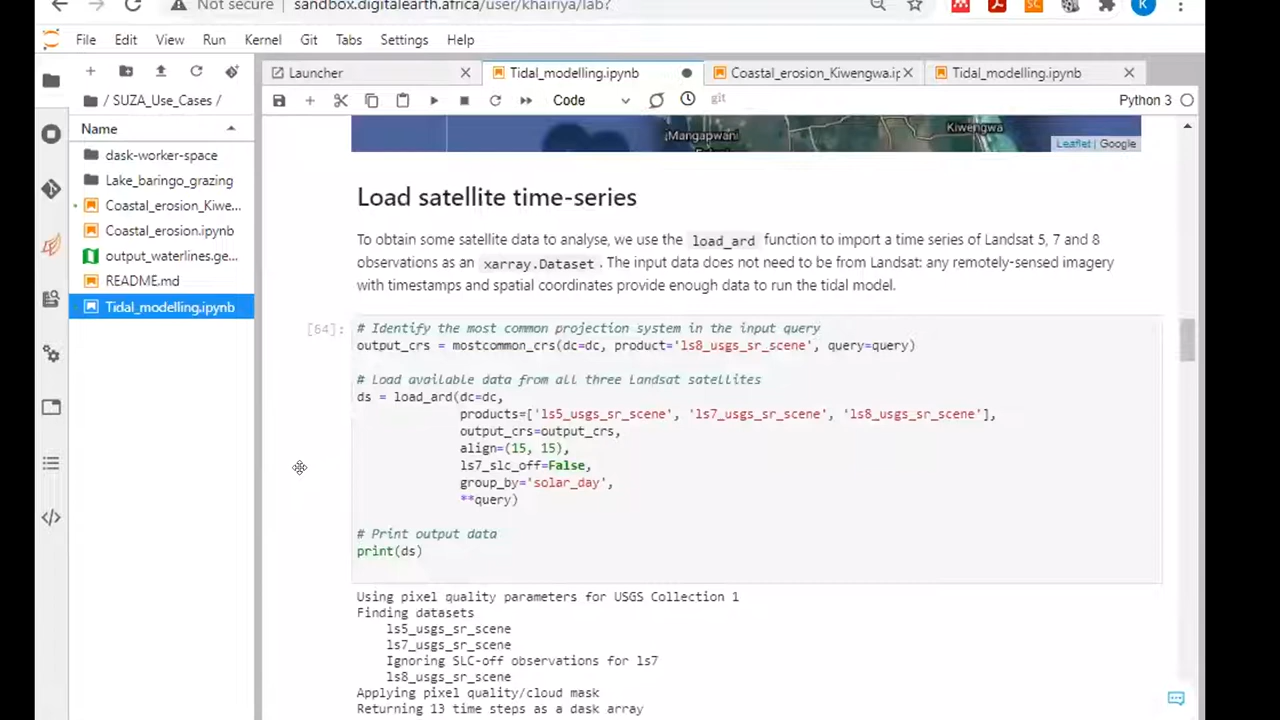 Not secure sandbox.digitalearth.africa/user/khairiya/lab?
K
File Edit View Run Kernel Git Tabs Settings Help
Launcher
Tidal_modelling.ipynb
Coastal_erosion_Kiwengwa.ip
Tidal_modelling.ipynb
/ SUZA_Use_Cases /
Code
git
Python 3
Name
dask-worker-space
Lake_baringo_grazing
Coastal_erosion_Kiwe...
Coastal_erosion.ipynb
output_waterlines.ge...
README.md
Tidal_modelling.ipynb
Mangapwani
Kiwengwa
Leaflet | Google
Load satellite time-series
To obtain some satellite data to analyse, we use the load_ard function to import a time series of Landsat 5, 7 and 8
observations as an xarray.Dataset. The input data does not need to be from Landsat: any remotely-sensed imagery
with timestamps and spatial coordinates provide enough data to run the tidal model.
[64]:
# Identify the most common projection system in the input query
output_crs = mostcommon_crs(dc=dc, product='ls8_usgs_sr_scene', query=query)
# Load available data from all three Landsat satellites
ds = load_ard(dc=dc,
products=['ls5_usgs_sr_scene', 'ls7_usgs_sr_scene', 'ls8_usgs_sr_scene'],
output_crs=output_crs,
align=(15, 15),
ls7_slc_off=False,
group_by='solar_day',
**query)
# Print output data
print(ds)
Using pixel quality parameters for USGS Collection 1
Finding datasets
ls5_usgs_sr_scene
ls7_usgs_sr_scene
Ignoring SLC-off observations for ls7
ls8_usgs_sr_scene
Applying pixel quality/cloud mask
Returning 13 time steps as a dask array